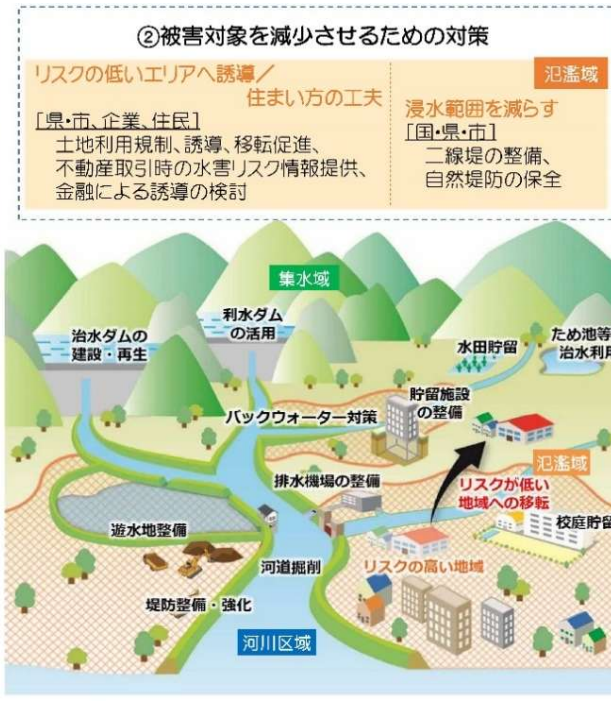 ②被害対象を減少させるための対策
リスクの低いエリアへ誘導／
住まい方の工夫
[県・市、企業、住民]
土地利用規制、誘導、移転促進、
不動産取引時の水害リスク情報提供、
金融による誘導の検討
氾濫域
浸水範囲を減らす
[国・県・市]
二線堤の整備、
自然堤防の保全
集水域
治水ダムの
建設・再生
利水ダム
の活用
水田貯留
ため池等
治水利用
バックウォーター対策
貯留施設
の整備
排水機場の整備
氾濫域
リスクが低い
地域への移転
校庭貯留
遊水地整備
河道掘削
リスクの高い地域
堤防整備・強化
河川区域